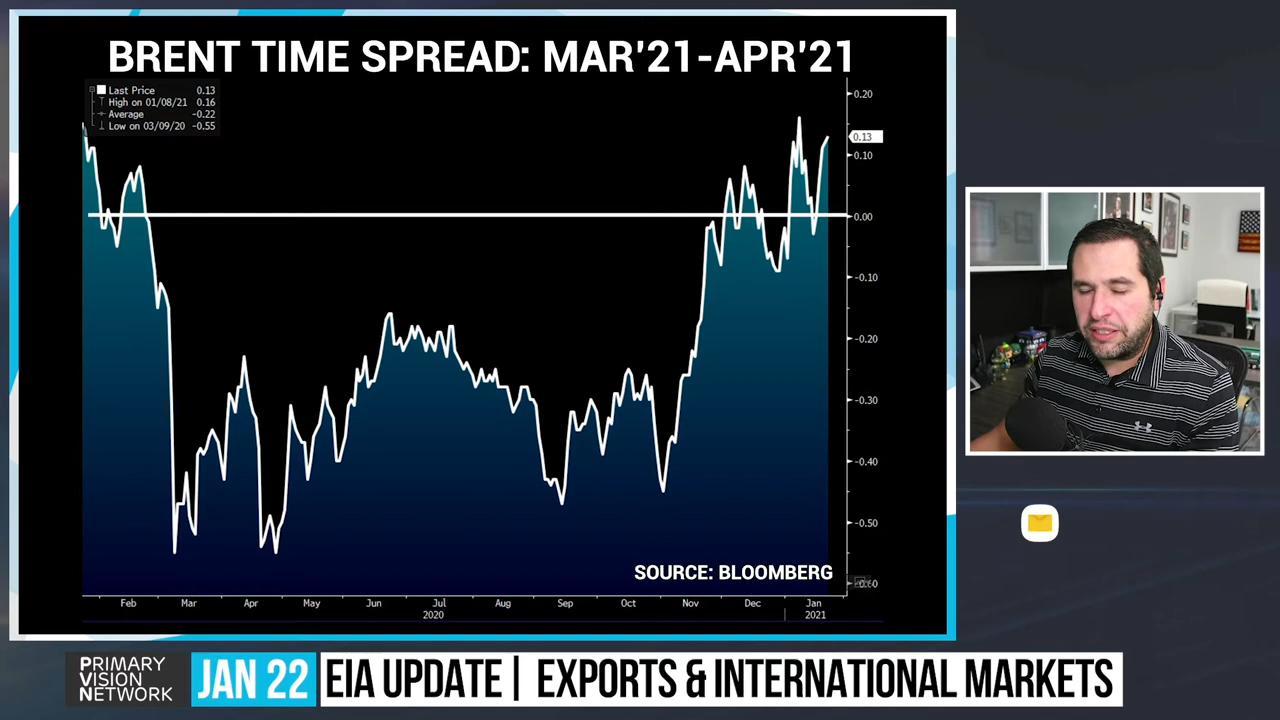 BRENT TIME SPREAD: MAR'21-APR'21
Last Price 0.13
High on 01/08/21 0.16
Average -0.22
Low on 03/09/20 -0.55
0.20
0.13
0.10
0.00
-0.10
-0.20
-0.30
-0.40
-0.50
-0.60
SOURCE: BLOOMBERG
Feb Mar Apr May Jun Jul Aug Sep Oct Nov Dec Jan
2020 2021
PRIMARY
VISION
NETWORK
JAN 22
EIA UPDATE | EXPORTS & INTERNATIONAL MARKETS